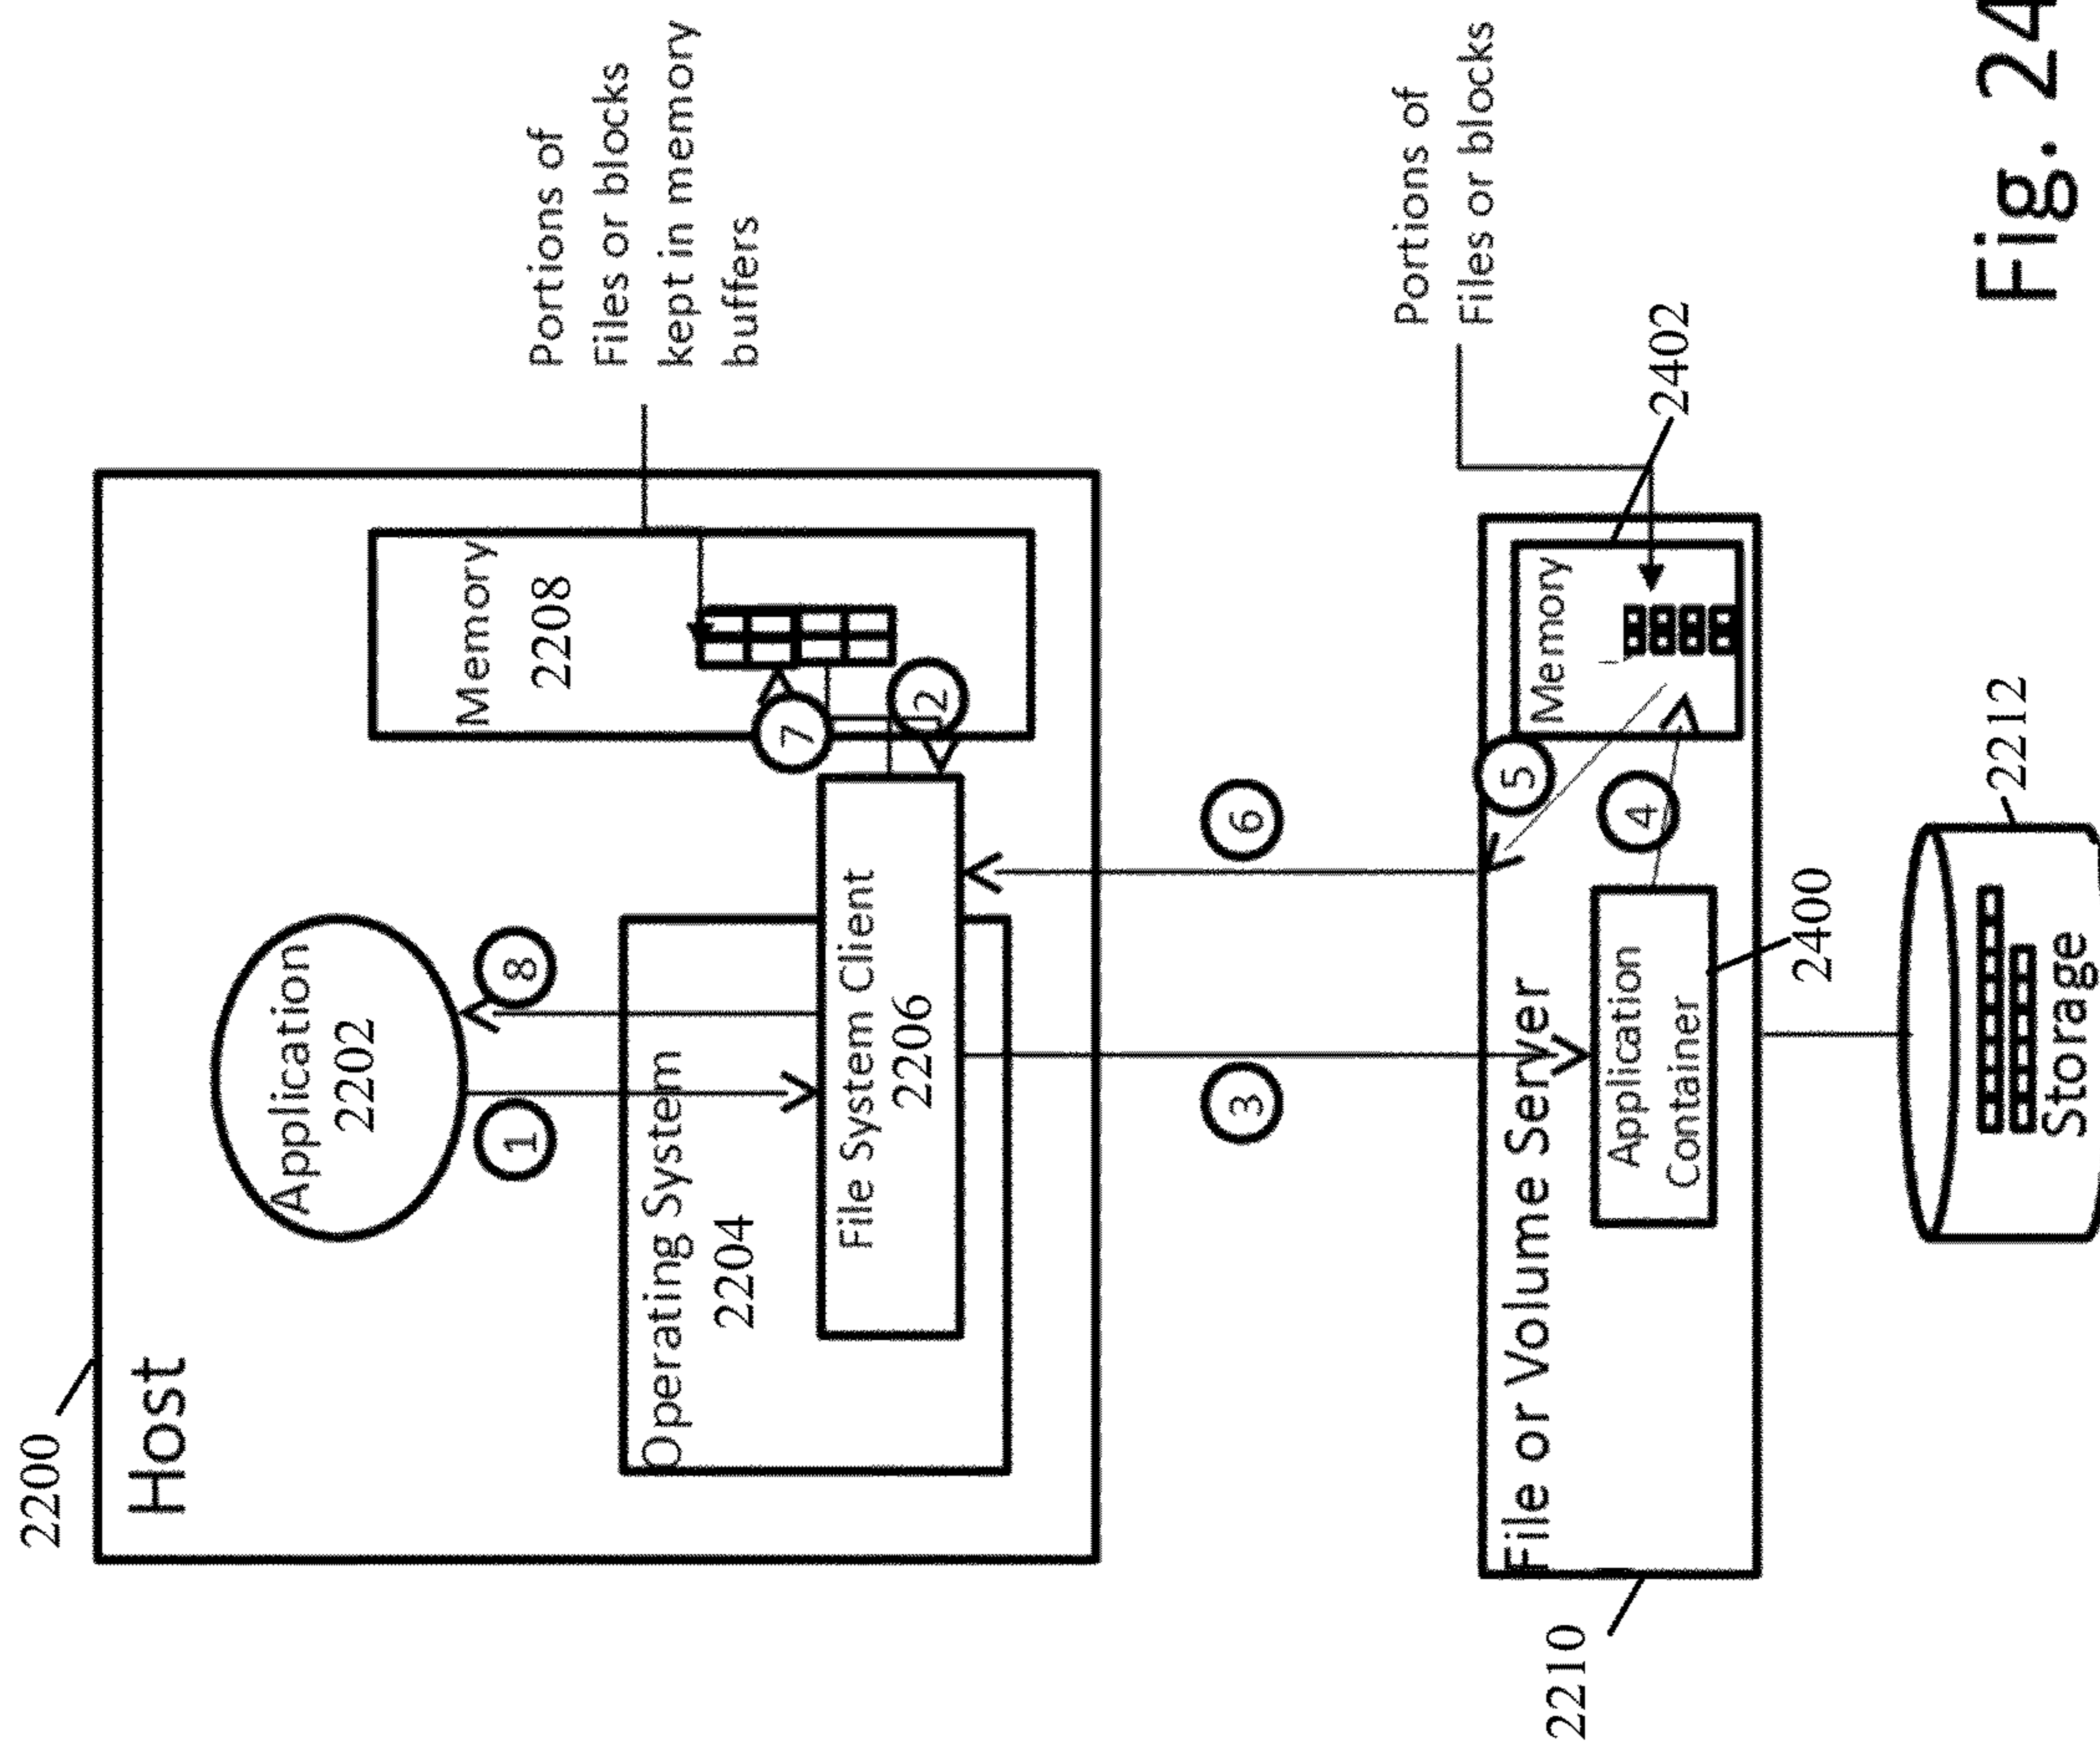 2200
Host
Application
2202
1
8
Operating System
2204
File System Client
2206
Memory
2208
7
2
Portions of
Files or blocks
kept in memory
buffers
3
6
2210
File or Volume Server
Application
Container
2400
4
5
Memory
2402
Portions of
Files or blocks
Storage
2212
Fig. 24